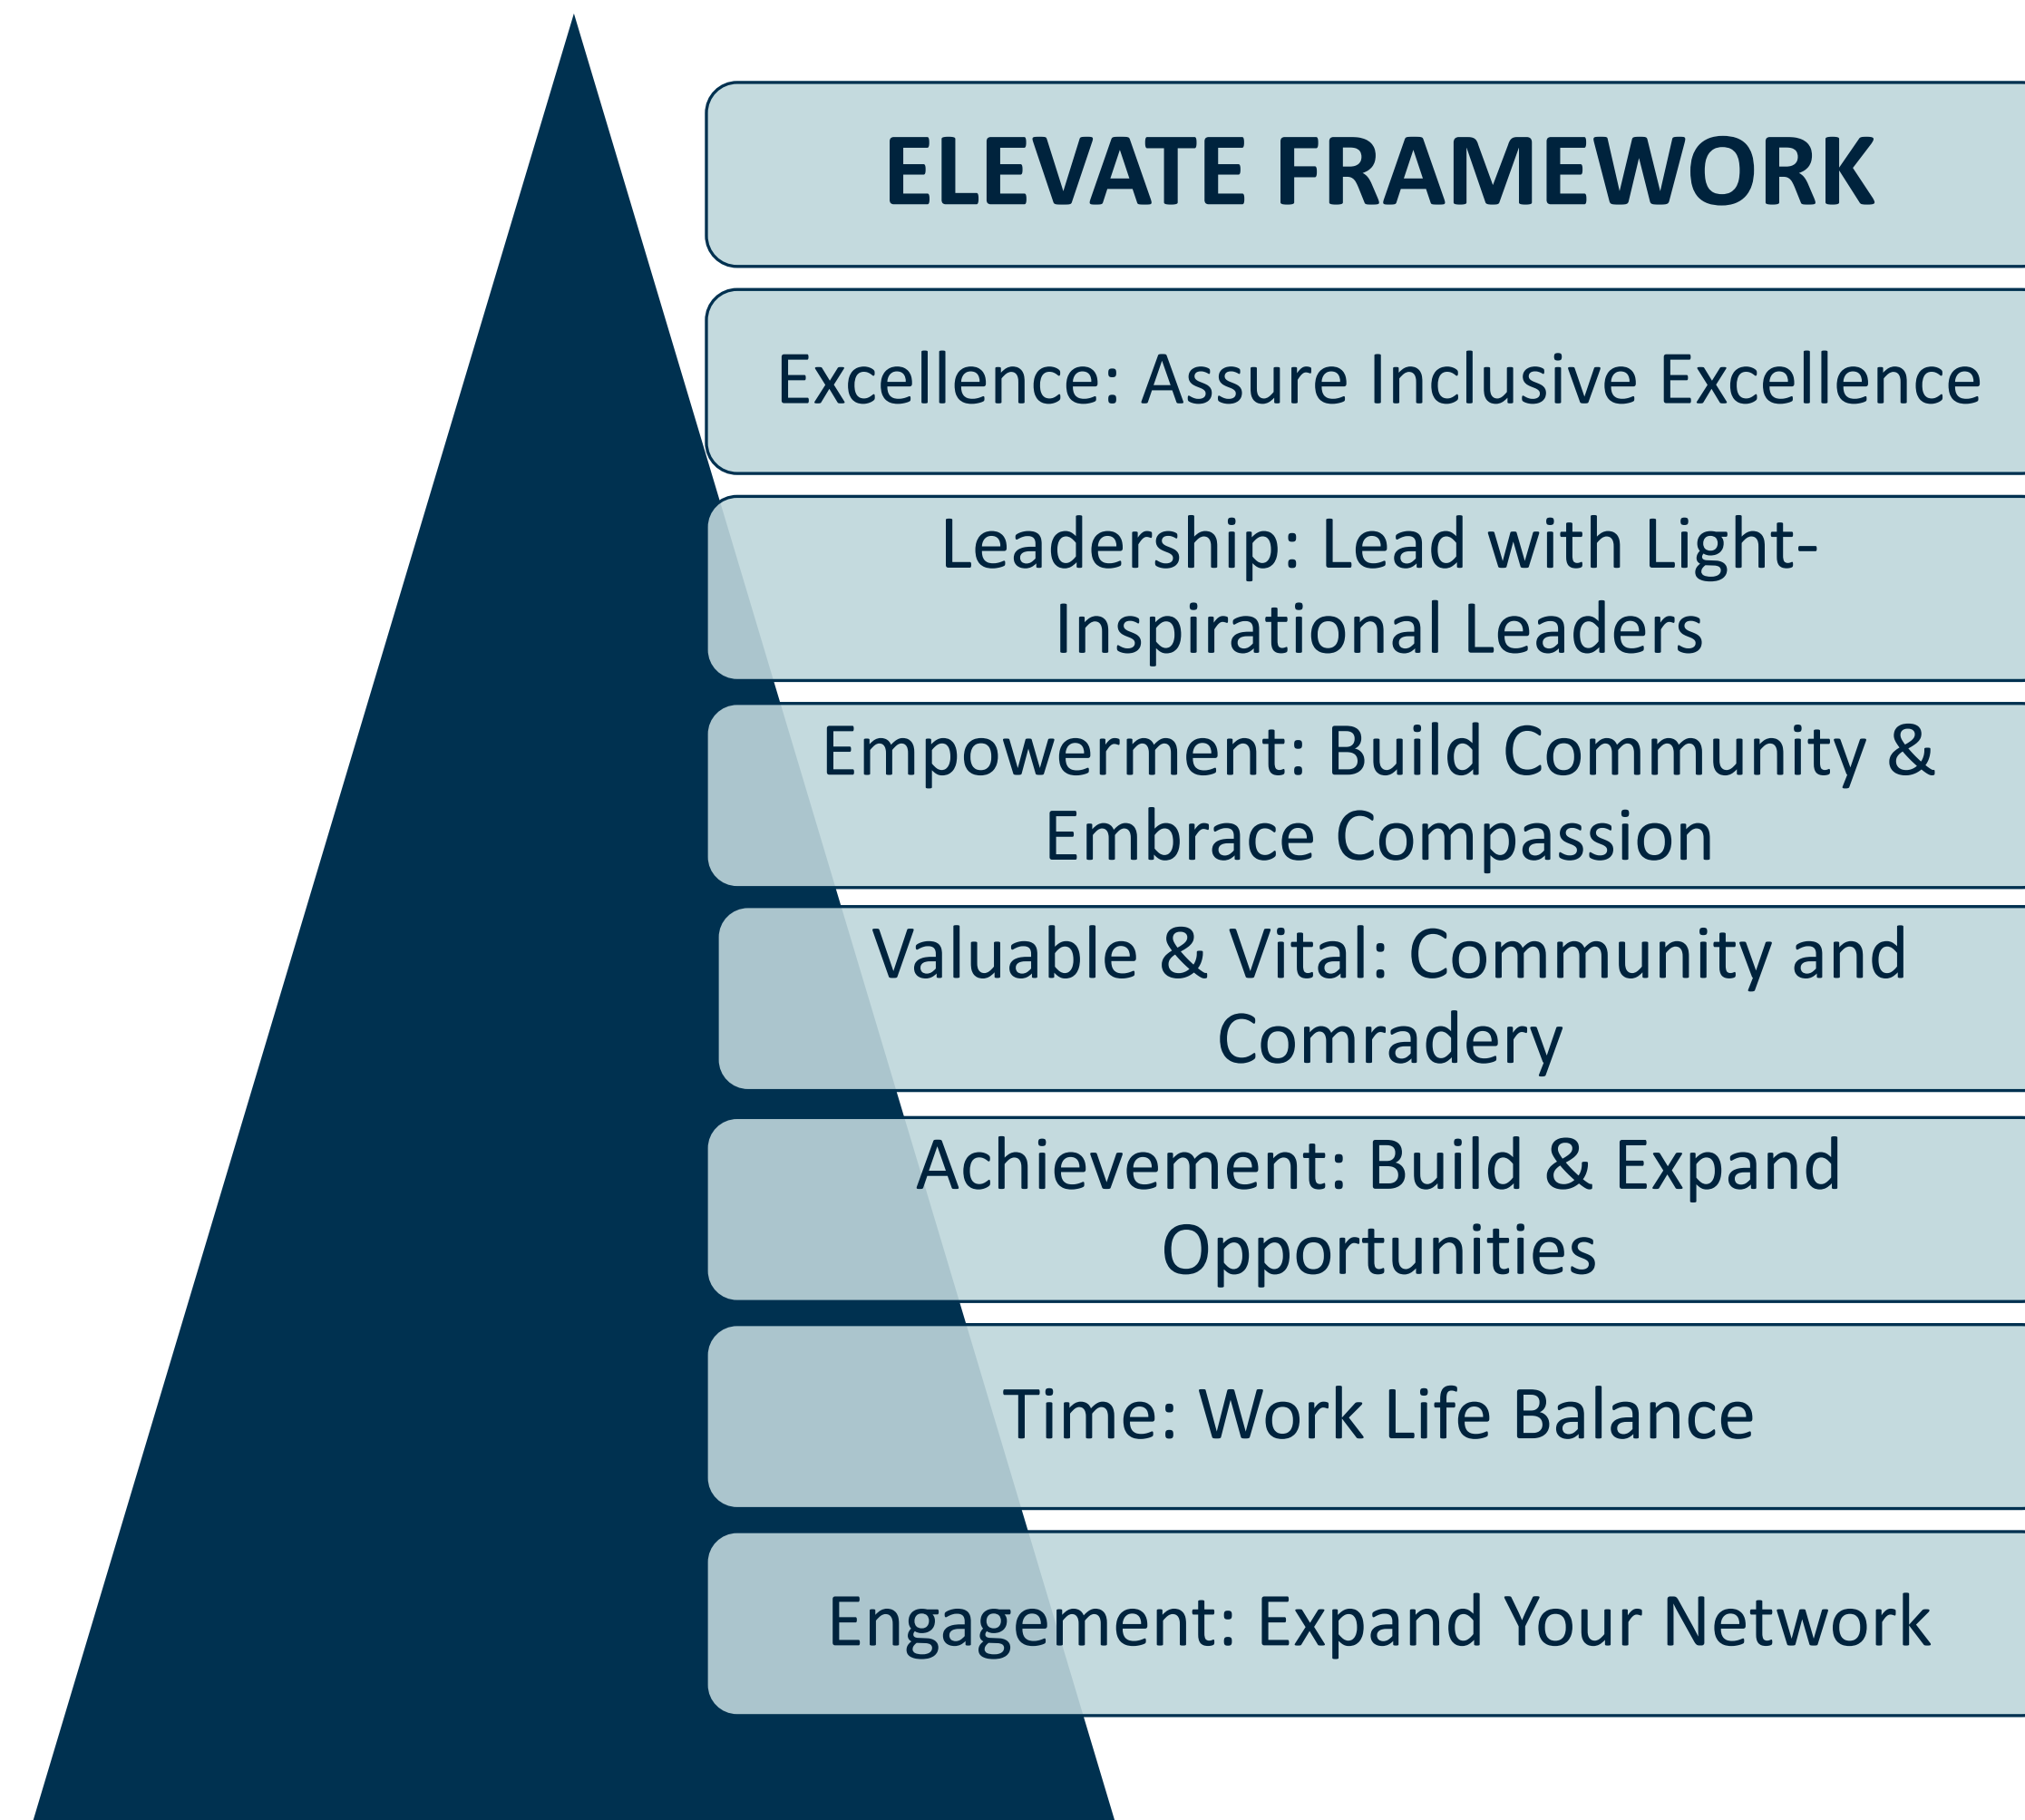 ELEVATE FRAMEWORK
Excellence: Assure Inclusive Excellence
Leadership: Lead with Light-
Inspirational Leaders
Empowerment: Build Community &
Embrace Compassion
Valuable & Vital: Community and
Comradery
Achievement: Build & Expand
Opportunities
Time: Work Life Balance
Engagement: Expand Your Network